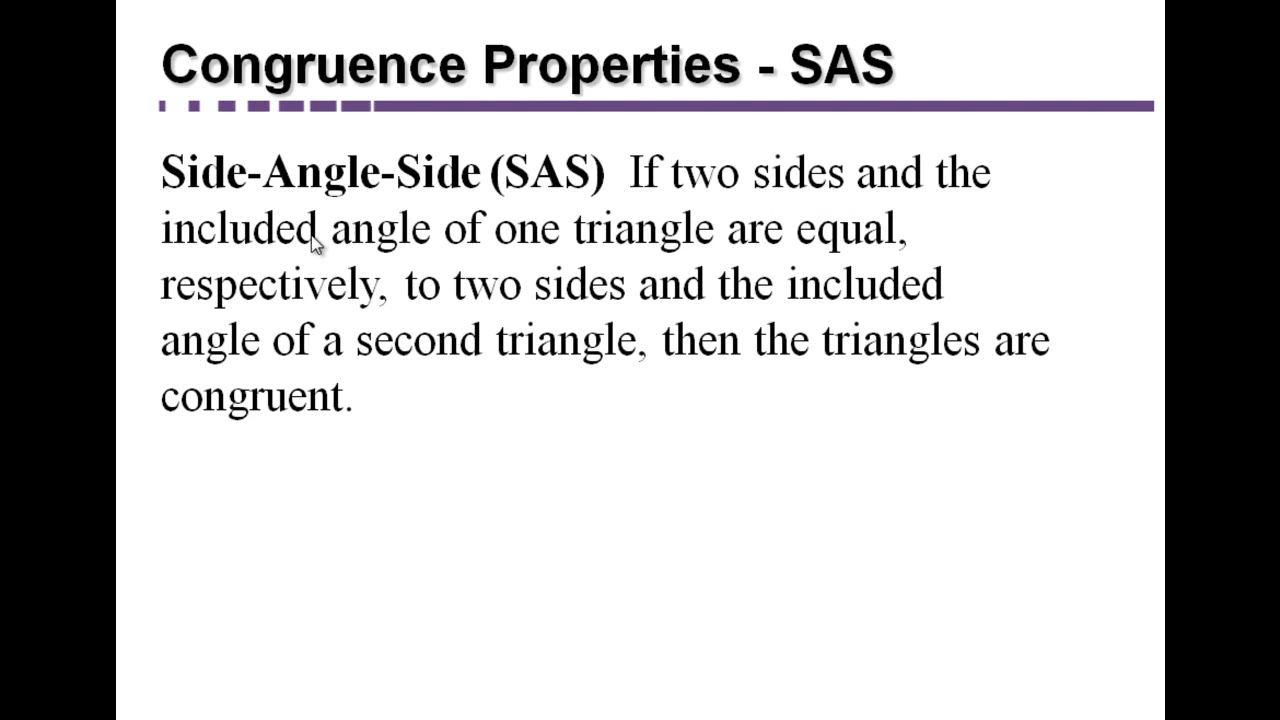 Congruence Properties - SAS
Side-Angle-Side (SAS) If two sides and the
included angle of one triangle are equal,
respectively, to two sides and the included
angle of a second triangle, then the triangles are
congruent.